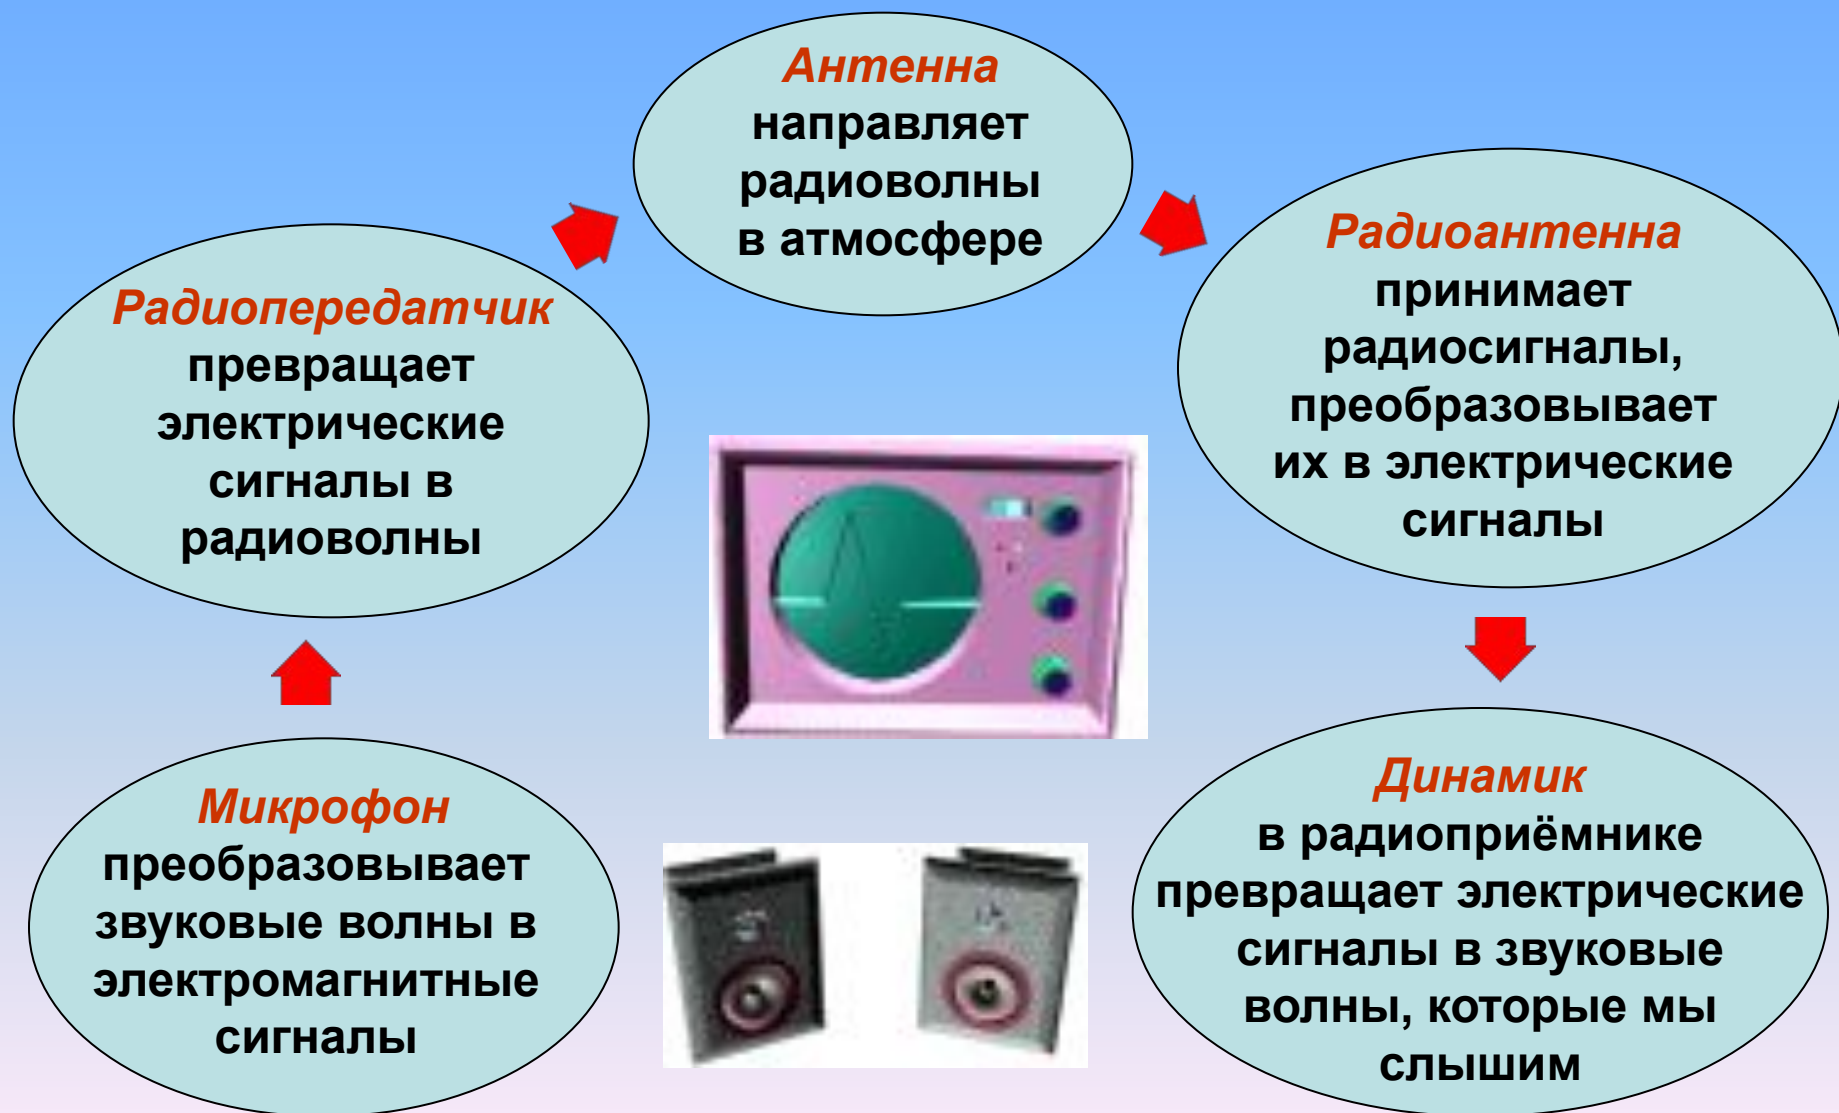 Антенна
направляет
радиоволны
в атмосфере
Радиопередатчик
превращает
электрические
сигналы в
радиоволны
Радиоантенна
принимает
радиосигналы,
преобразовывает
их в электрические
сигналы
Микрофон
преобразовывает
звуковые волны в
электромагнитные
сигналы
Динамик
в радиоприёмнике
превращает электрические
сигналы в звуковые
волны, которые мы
слышим